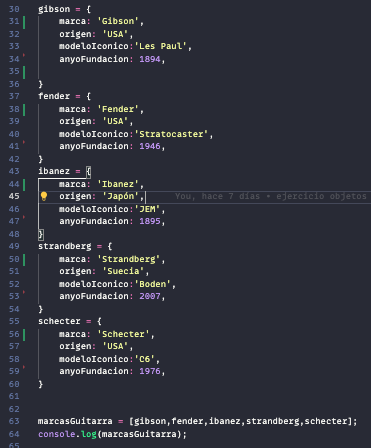 30 gibson = {
31 marca: 'Gibson',
32 origen: 'USA',
33 modeloIconico:'Les Paul',
34 anyoFundacion: 1894,
35
36 }
37 fender = {
38 marca: 'Fender',
39 origen: 'USA',
40 modeloIconico:'Stratocaster',
41 anyoFundacion: 1946,
42 }
43 ibanez = {
44 marca: 'Ibanez',
45 origen: 'Japón', You, hace 7 días • ejercicio objetos
46 modeloIconico:'JEM',
47 anyoFundacion: 1895,
48 }
49 strandberg = {
50 marca: 'Strandberg',
51 origen: 'Suecia',
52 modeloIconico:'Boden',
53 anyoFundacion: 2007,
54 }
55 schecter = {
56 marca: 'Schecter',
57 origen: 'USA',
58 modeloIconico:'C6',
59 anyoFundacion: 1976,
60 }
61
62
63 marcasGuitarra = [gibson,fender,ibanez,strandberg,schecter];
64 console.log(marcasGuitarra);
65